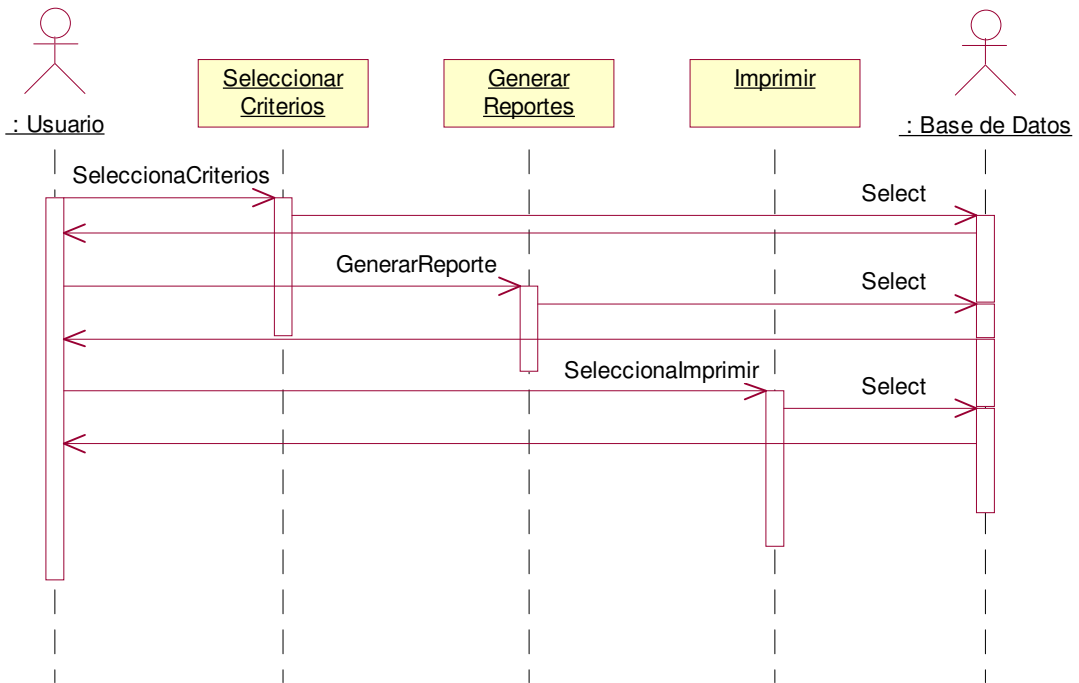 Seleccionar
Criterios
Generar
Reportes
Imprimir
: Usuario
: Base de Datos
SeleccionaCriterios
Select
GenerarReporte
Select
SeleccionaImprimir
Select